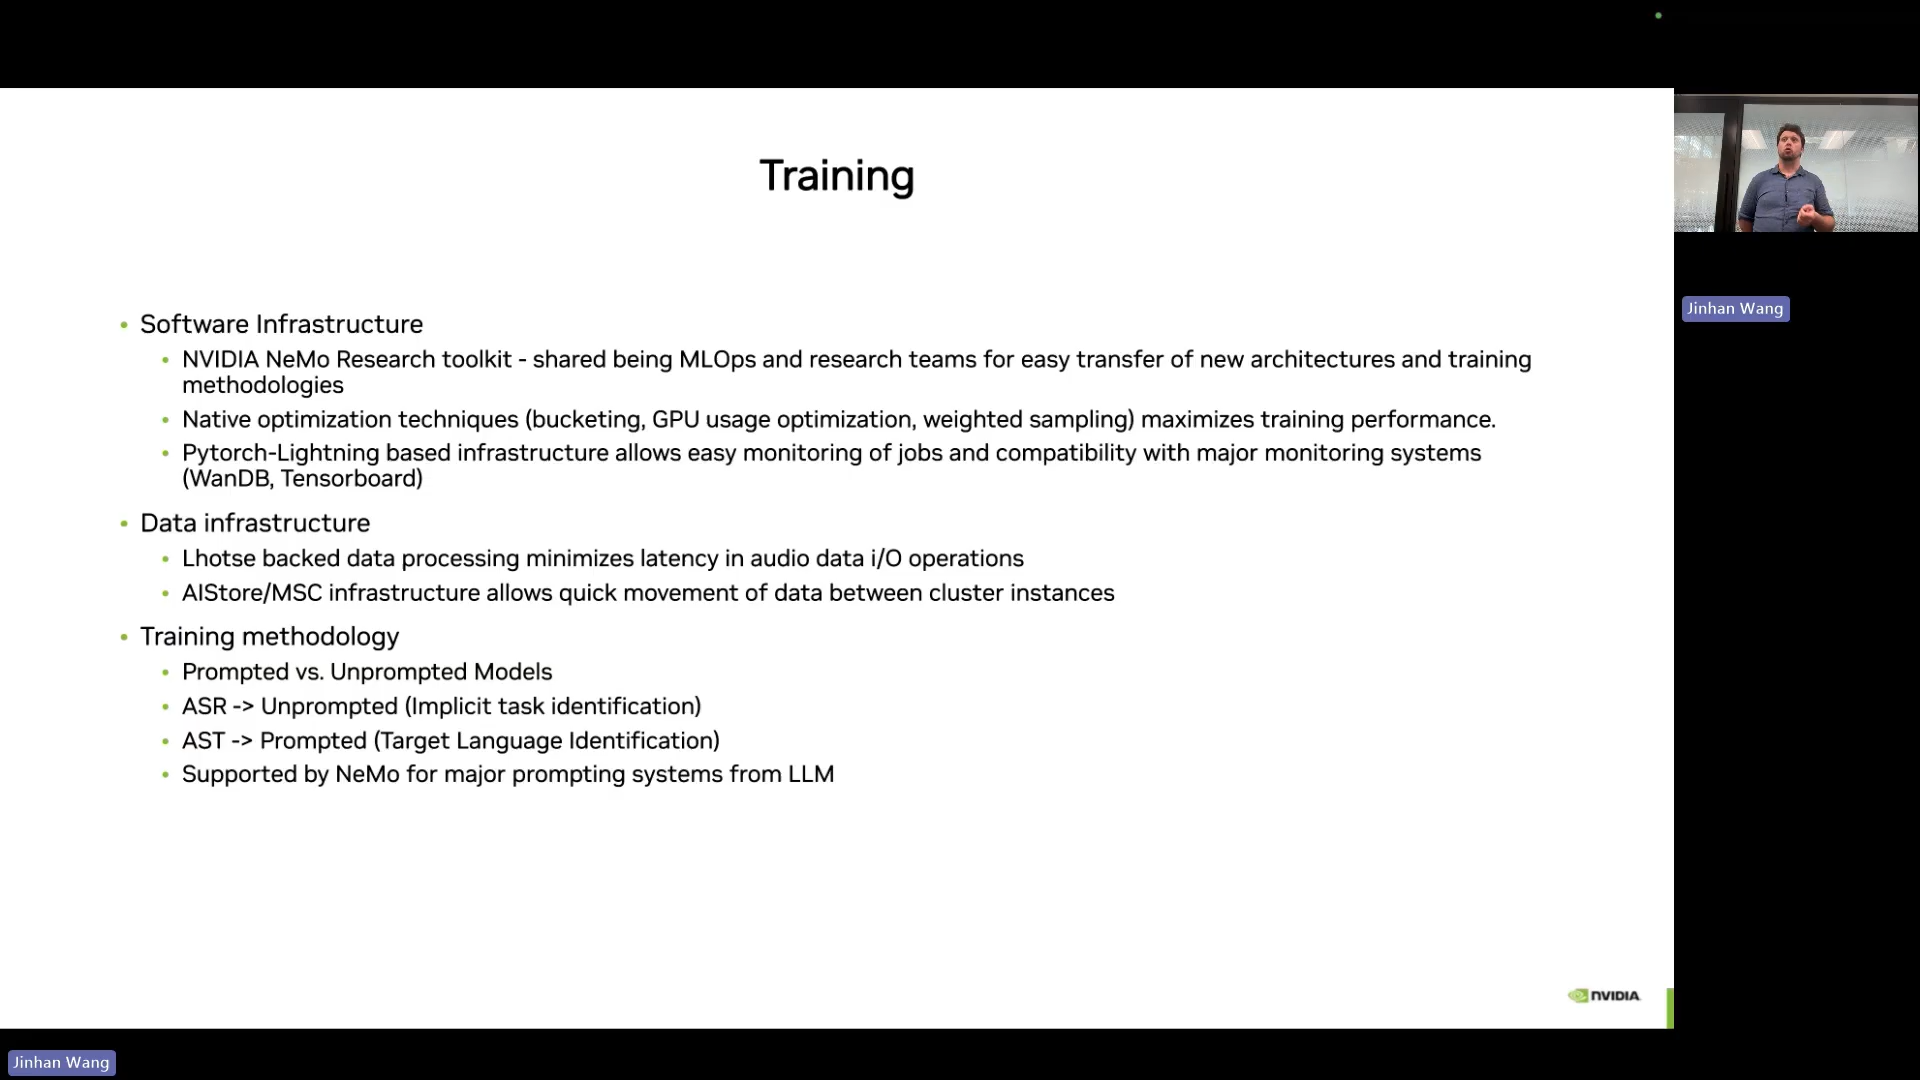 Training
• Software Infrastructure
• NVIDIA NeMo Research toolkit - shared being MLOps and research teams for easy transfer of new architectures and training
methodologies
• Native optimization techniques (bucketing, GPU usage optimization, weighted sampling) maximizes training performance.
• Pytorch-Lightning based infrastructure allows easy monitoring of jobs and compatibility with major monitoring systems
(WanDB, Tensorboard)
• Data infrastructure
• Lhotse backed data processing minimizes latency in audio data i/O operations
• AIStore/MSC infrastructure allows quick movement of data between cluster instances
• Training methodology
• Prompted vs. Unprompted Models
• ASR -> Unprompted (Implicit task identification)
• AST -> Prompted (Target Language Identification)
• Supported by NeMo for major prompting systems from LLM
NVIDIA
Jinhan Wang
Jinhan Wang